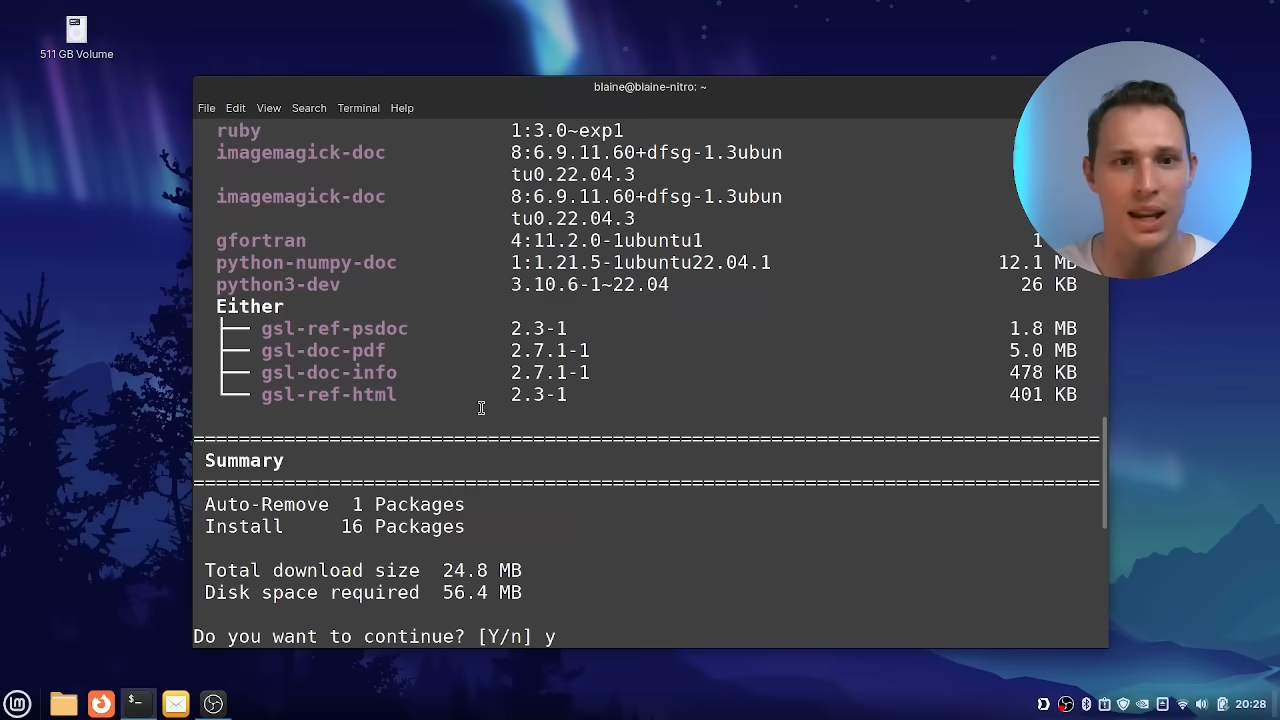 511 GB Volume
blaine@blaine-nitro: ~
File Edit View Search Terminal Help
ruby 1:3.0~exp1
imagemagick-doc 8:6.9.11.60+dfsg-1.3ubun
tu0.22.04.3
imagemagick-doc 8:6.9.11.60+dfsg-1.3ubun
tu0.22.04.3
gfortran 4:11.2.0-1ubuntu1 1
python-numpy-doc 1:1.21.5-1ubuntu22.04.1 12.1 MB
python3-dev 3.10.6-1~22.04 26 KB
Either
├── gsl-ref-psdoc 2.3-1 1.8 MB
├── gsl-doc-pdf 2.7.1-1 5.0 MB
├── gsl-doc-info 2.7.1-1 478 KB
└── gsl-ref-html 2.3-1 401 KB
Summary
Auto-Remove 1 Packages
Install 16 Packages
Total download size 24.8 MB
Disk space required 56.4 MB
Do you want to continue? [Y/n] y
20:28